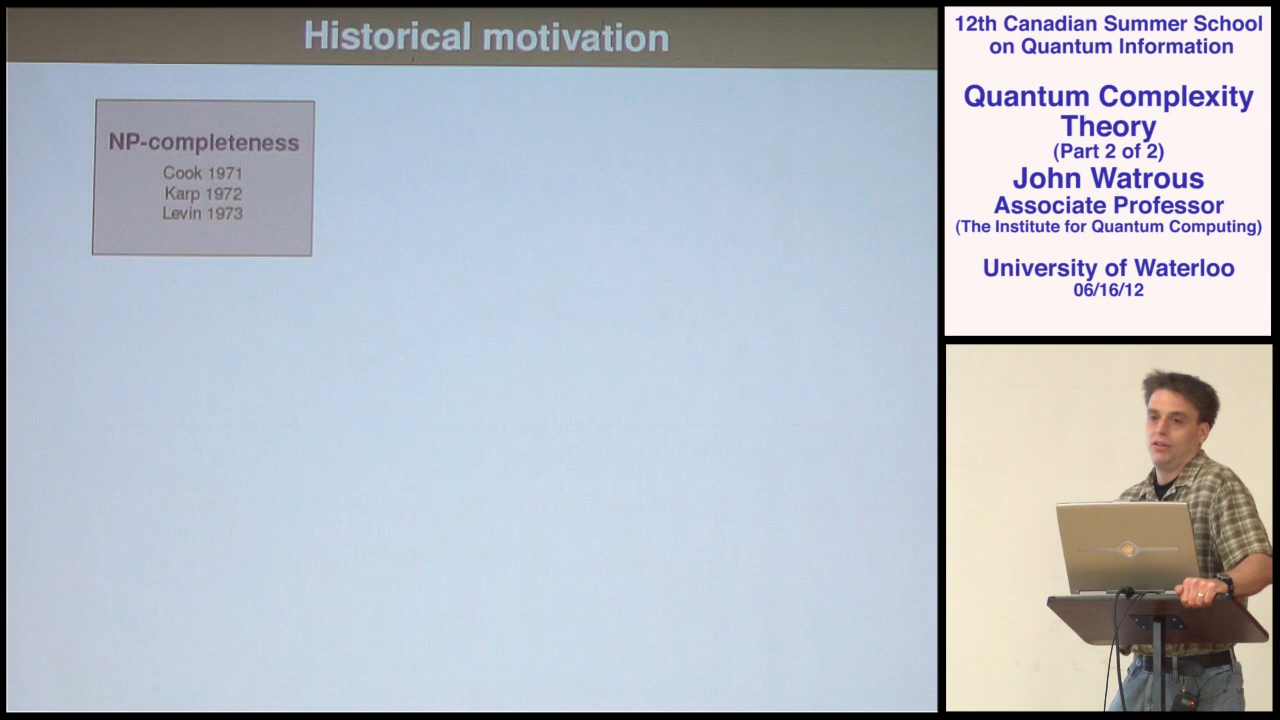 Historical motivation
NP-completeness
Cook 1971
Karp 1972
Levin 1973
12th Canadian Summer School
on Quantum Information
Quantum Complexity
Theory
(Part 2 of 2)
John Watrous
Associate Professor
(The Institute for Quantum Computing)
University of Waterloo
06/16/12